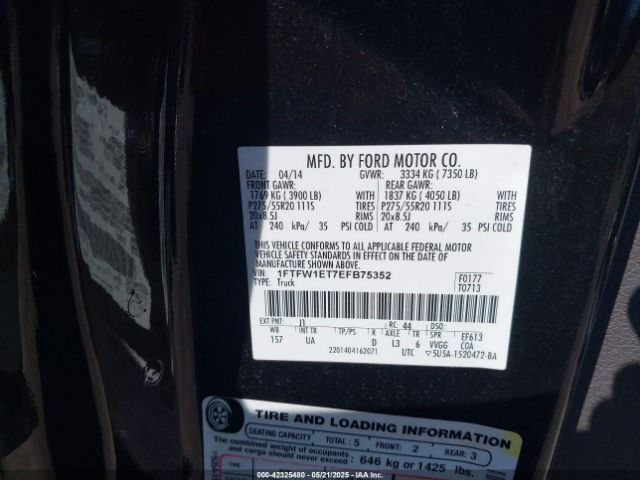 MFD. BY FORD MOTOR CO.
DATE: 04/14 GVWR: 3334 KG ( 7350 LB)
FRONT GAWR: REAR GAWR:
1769 KG ( 3900 LB) WITH 1837 KG ( 4050 LB) WITH
P275/55R20 111S TIRES P275/55R20 111S TIRES
20x8.5J RIMS 20x8.5J RIMS
AT 240 kPa/ 35 PSI COLD AT 240 kPa/ 35 PSI COLD
THIS VEHICLE CONFORMS TO ALL APPLICABLE FEDERAL MOTOR
VEHICLE SAFETY STANDARDS IN EFFECT ON THE DATE OF MANUFACTURE
SHOWN ABOVE.
VIN: 1FTFW1ET7EFB75352 F0177
TYPE: Truck T0713
EXT PNT: J1 RC: 44 DSO:
WB INT TR TP/PS R AXLE TR SPR EF613
157 UA D L3 6 VVGG COA
2201404162071 UTC ▽5U5A-1520472-BA
TIRE AND LOADING INFORMATION
SEATING CAPACITY TOTAL: 5 FRONT: 2 REAR: 3
The combined weight of occupants
and cargo should never exceed: 646 kg or 1425 lbs.
000-42325480 - 05/21/2025 - IAAI.COM